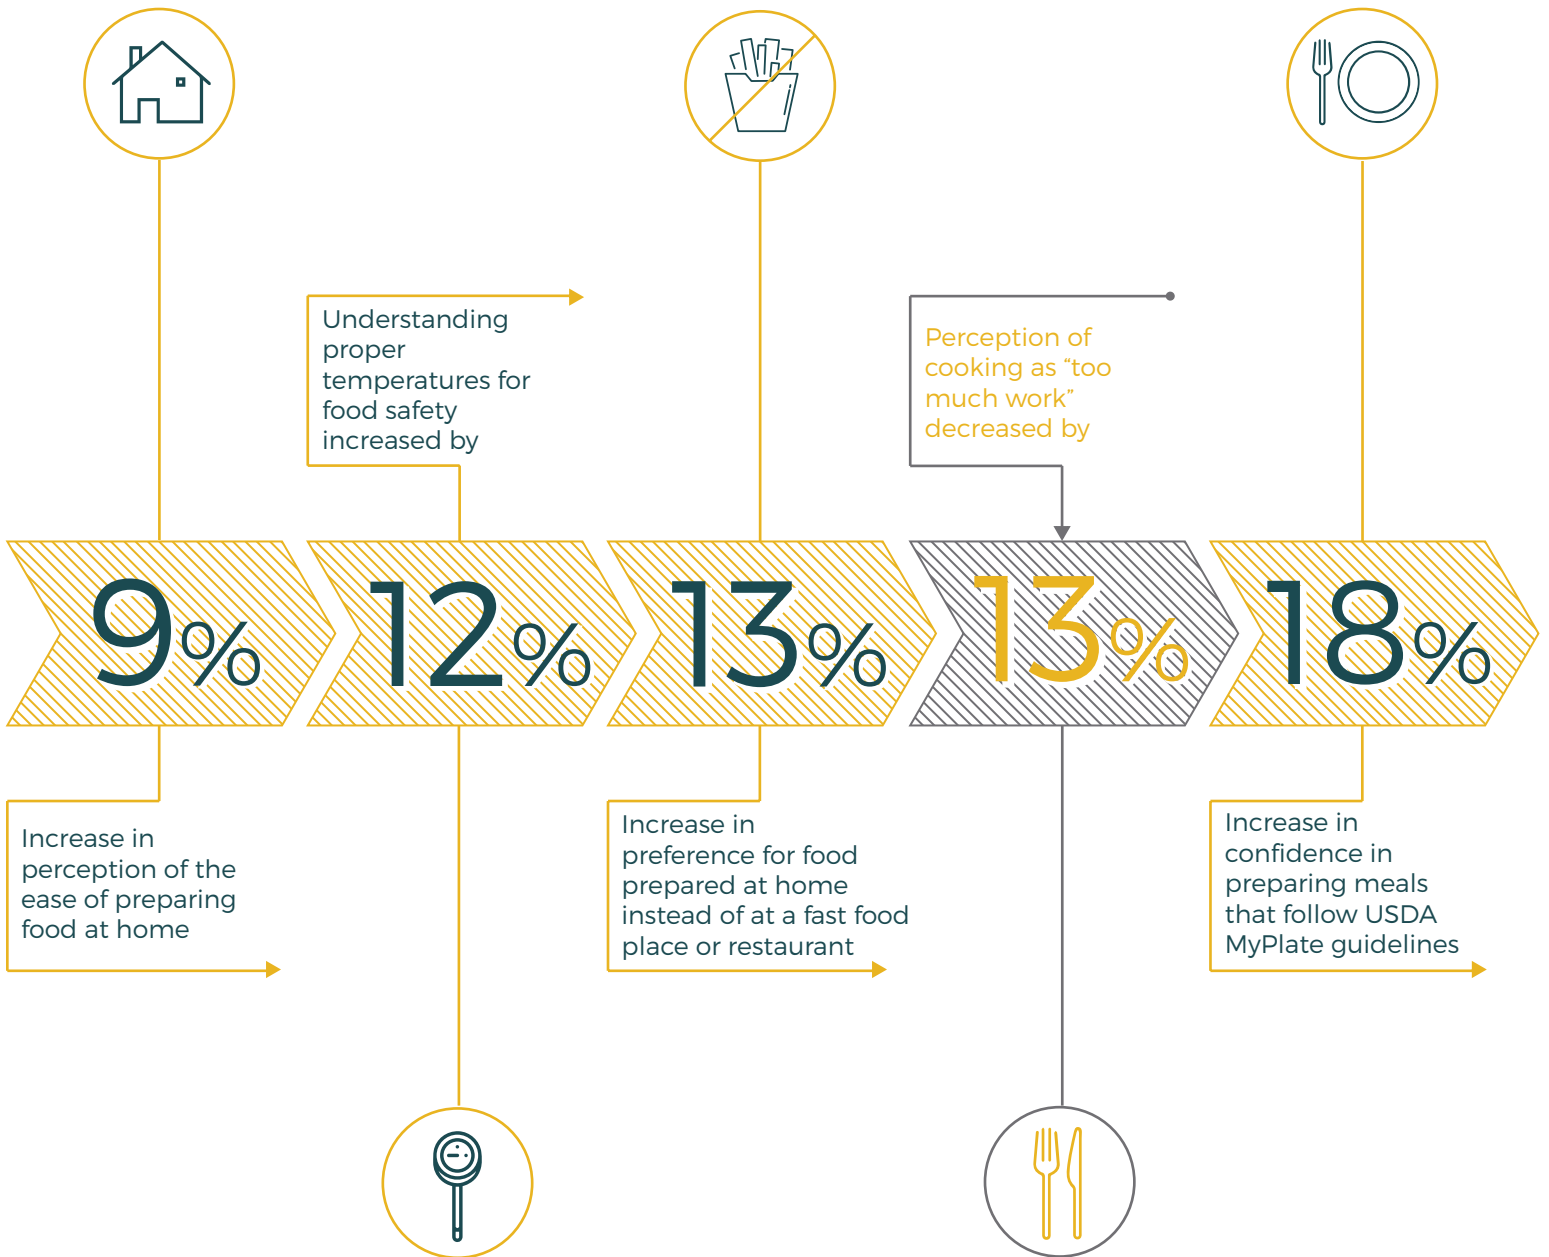 9%
Increase in
perception of the
ease of preparing
food at home
Understanding
proper
temperatures for
food safety
increased by
12%
13%
Increase in
preference for food
prepared at home
instead of at a fast food
place or restaurant
Perception of
cooking as “too
much work”
decreased by
13%
18%
Increase in
confidence in
preparing meals
that follow USDA
MyPlate guidelines